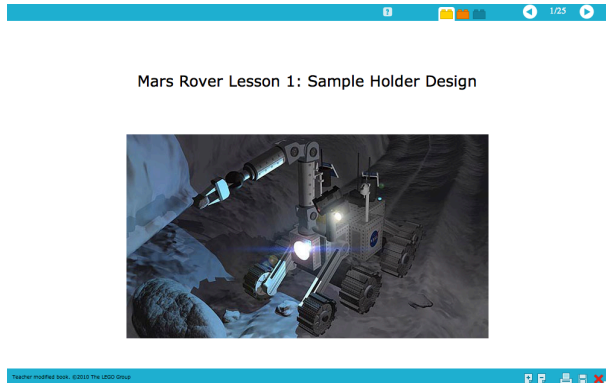 ?
1/25
Mars Rover Lesson 1: Sample Holder Design
Teacher modified book, ©2010 The LEGO Group